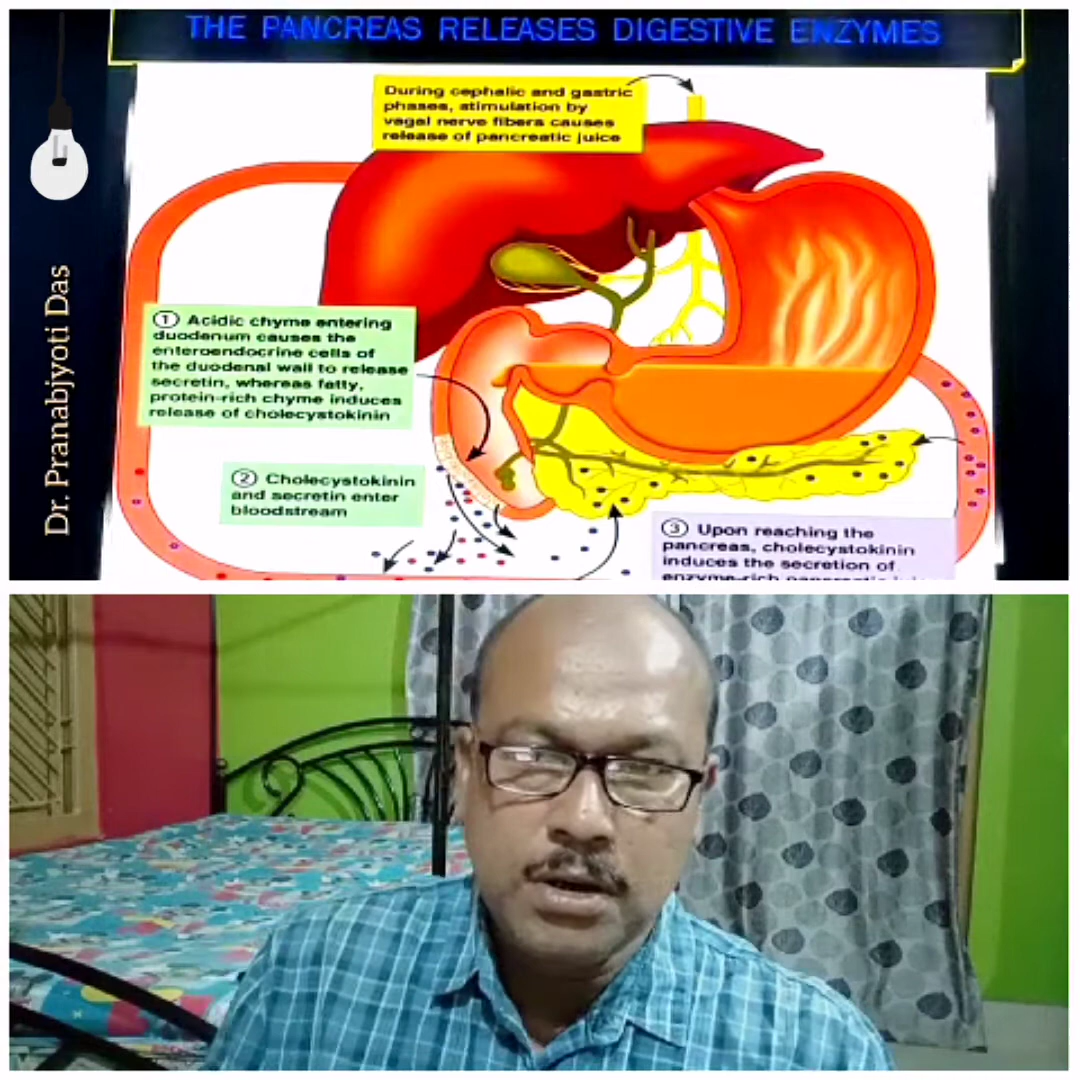 THE PANCREAS RELEASES DIGESTIVE ENZYMES
During cephalic and gastric
phases, stimulation by
vagal nerve fibers causes
release of pancreatic juice
Dr. Pranabjyoti Das
① Acidic chyme entering
duodenum causes the
enteroendocrine cells of
the duodenal wall to release
secretin, whereas fatty,
protein-rich chyme induces
release of cholecystokinin
② Cholecystokinin
and secretin enter
bloodstream
③ Upon reaching the
pancreas, cholecystokinin
induces the secretion of
enzyme-rich pancreatic